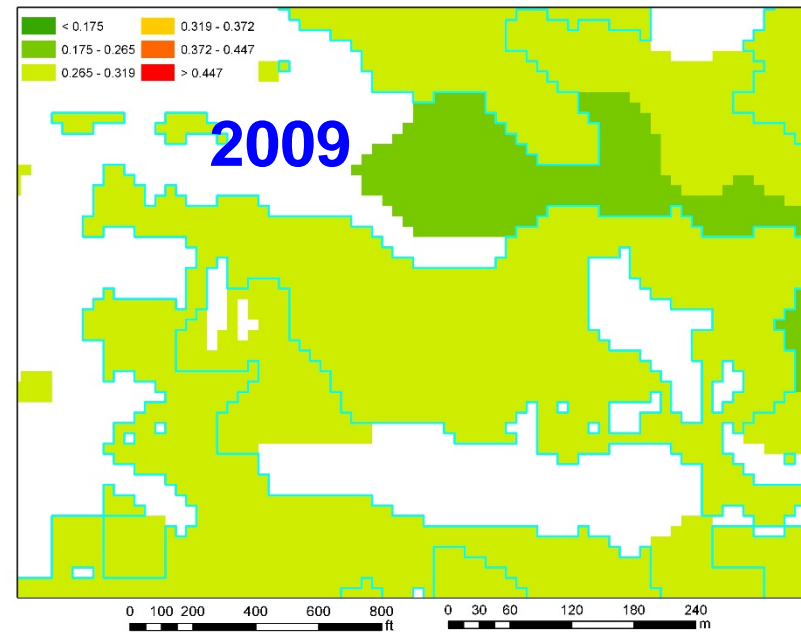 < 0.175 0.319 - 0.372
0.175 - 0.265 0.372 - 0.447
0.265 - 0.319 > 0.447
2009
0 100 200 400 600 800 ft
0 30 60 120 180 240 m